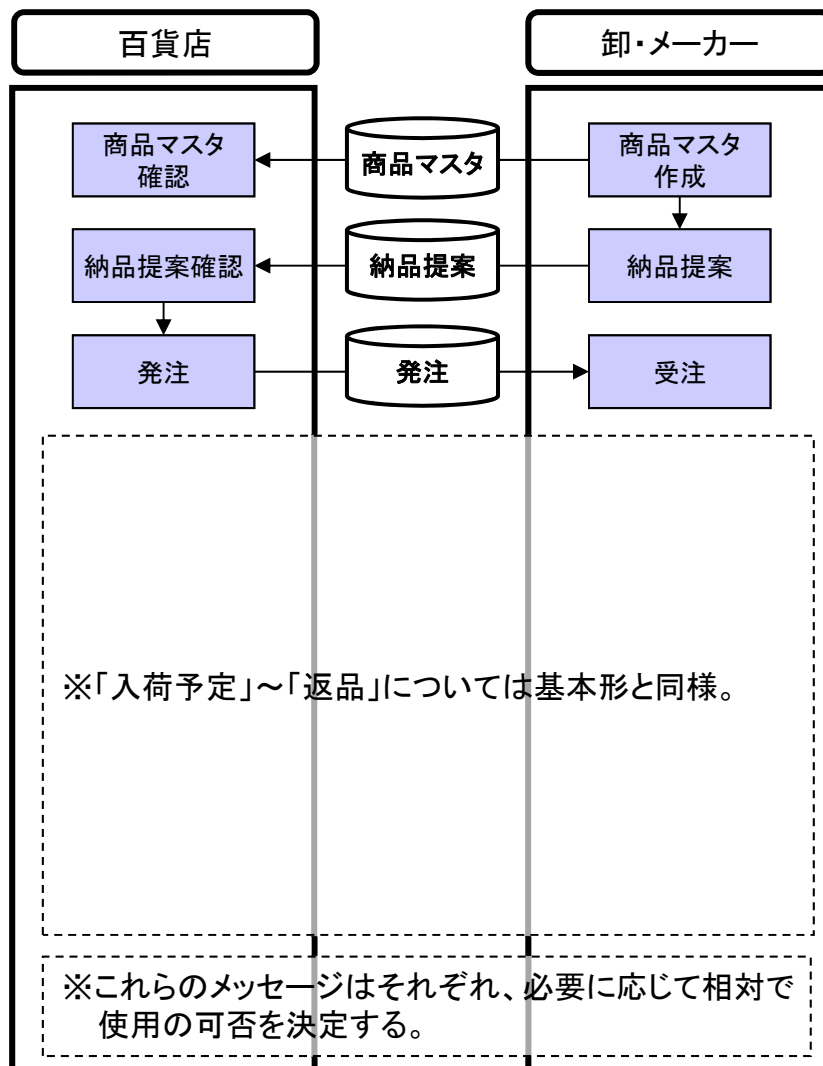 百貨店
卸・メーカー
商品マスタ
確認
商品マスタ
商品マスタ
作成
納品提案確認
納品提案
納品提案
発注
発注
受注
※「入荷予定」～「返品」については基本形と同様。
※これらのメッセージはそれぞれ、必要に応じて相対で
使用の可否を決定する。